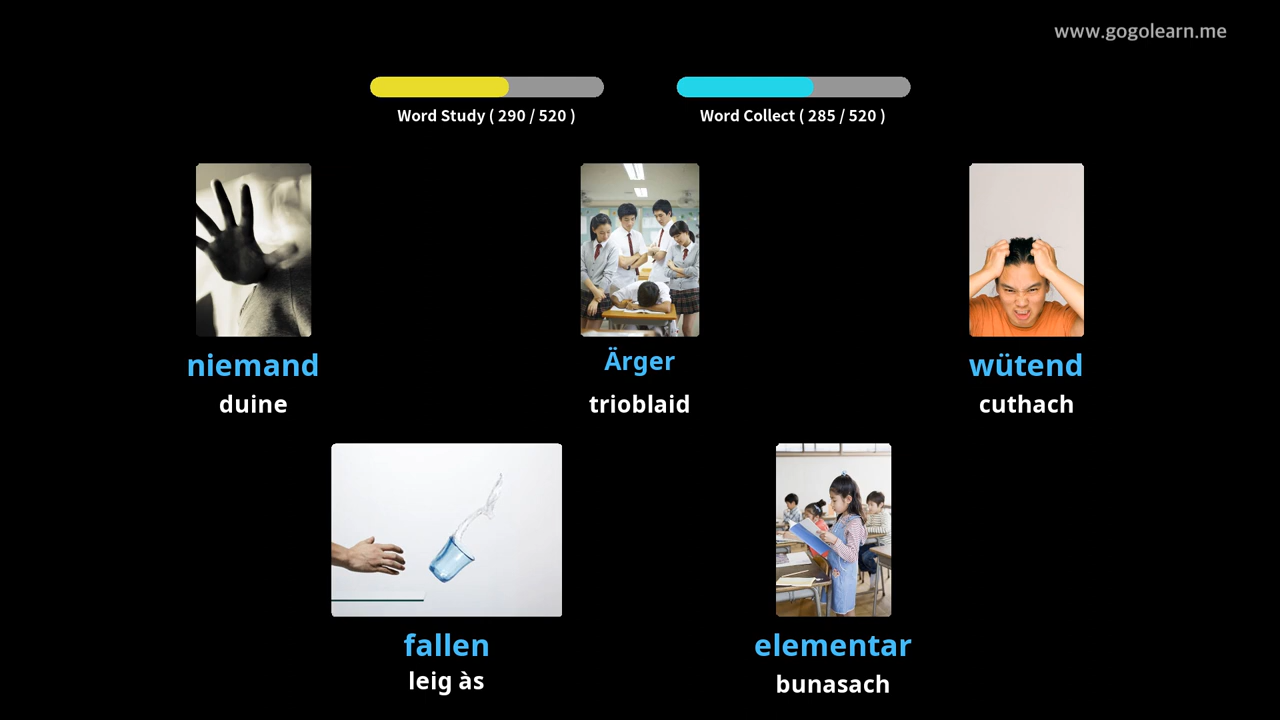 www.gogolearn.me
Word Study ( 290 / 520 )
Word Collect ( 285 / 520 )
niemand
duine
Ärger
trioblaid
wütend
cuthach
fallen
leig às
elementar
bunasach